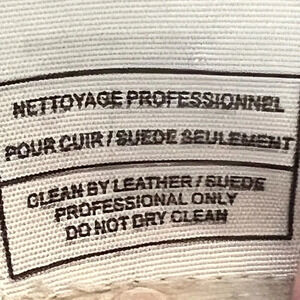 NETTOYAGE PROFESSIONNEL
POUR CUIR / SUEDE SEULEMENT
CLEAN BY LEATHER / SUEDE
PROFESSIONAL ONLY
DO NOT DRY CLEAN